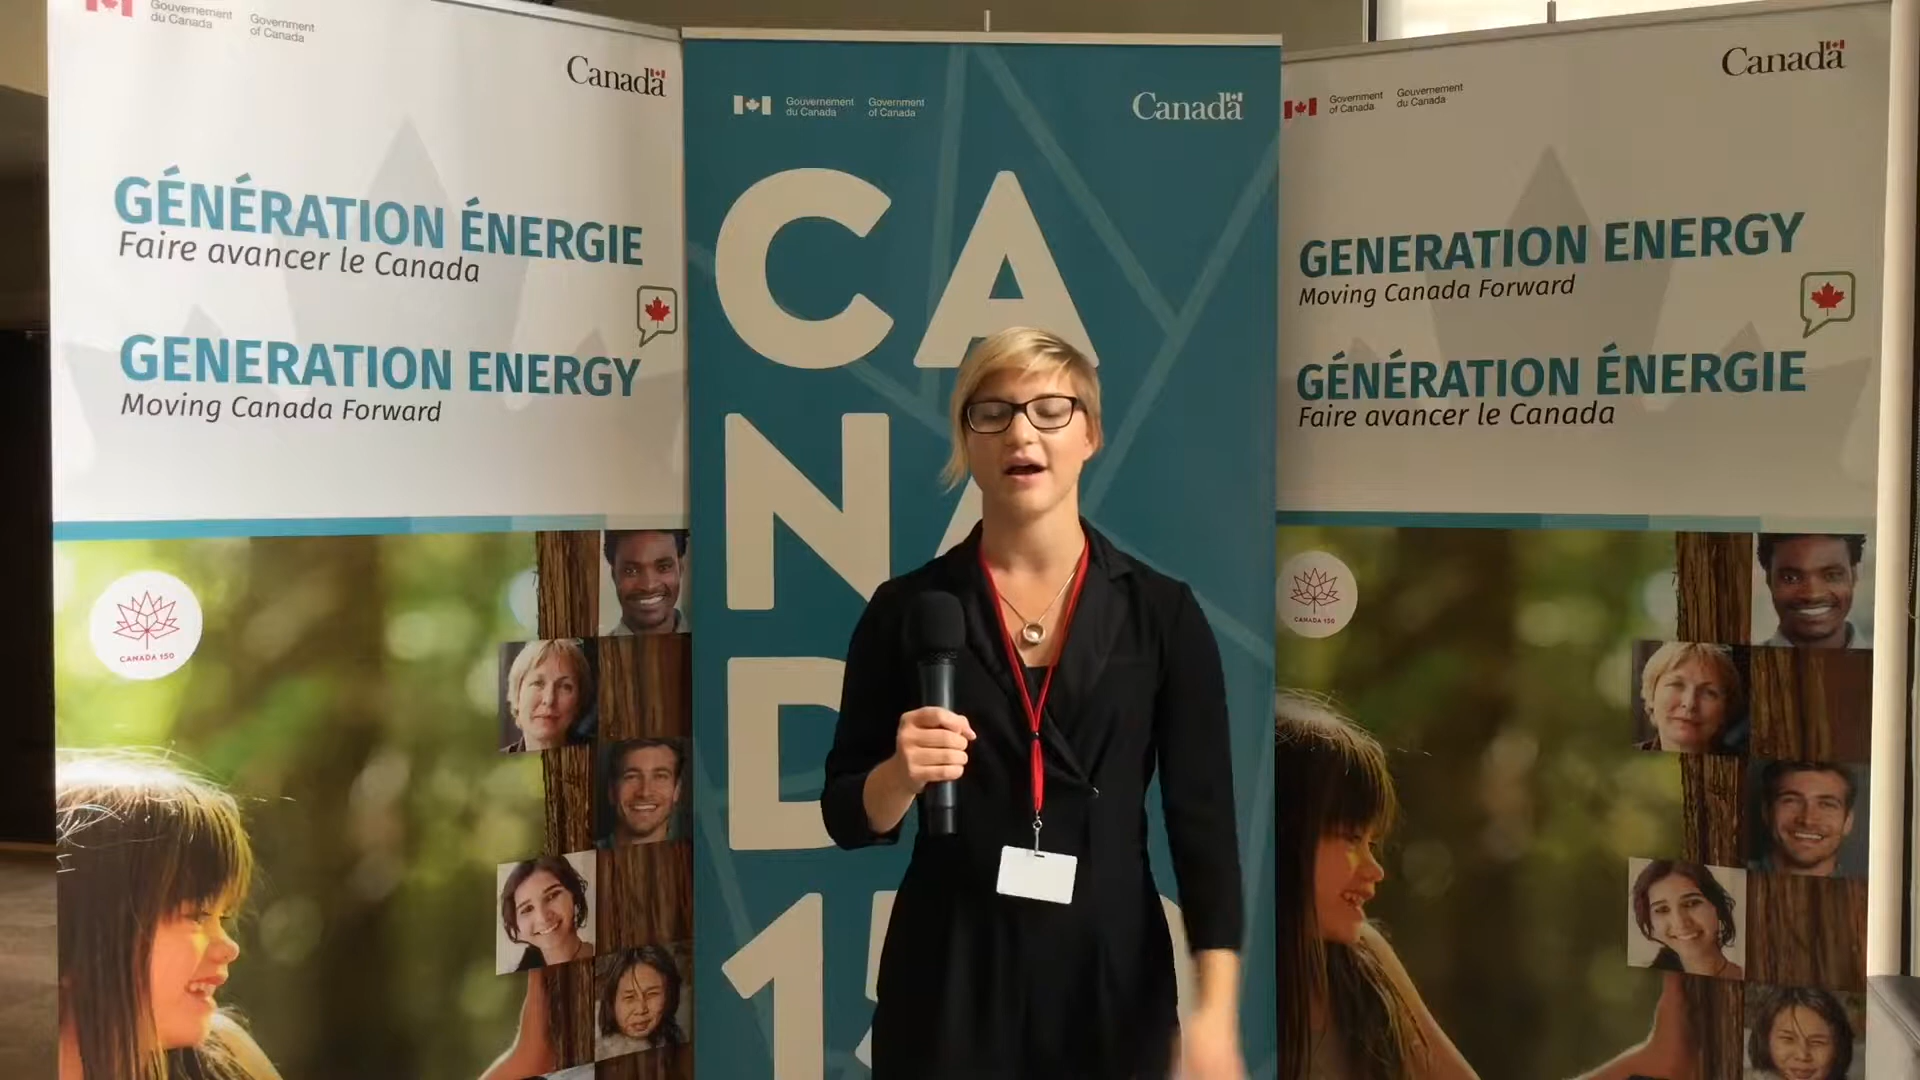 Gouvernement
du Canada
Government
of Canada
Canada
GÉNÉRATION ÉNERGIE
Faire avancer le Canada
GENERATION ENERGY
Moving Canada Forward
CANADA 150
Gouvernement
du Canada
Government
of Canada
Canada
CA
N
D
15
Government
of Canada
Gouvernement
du Canada
Canada
GENERATION ENERGY
Moving Canada Forward
GÉNÉRATION ÉNERGIE
Faire avancer le Canada
CANADA 150